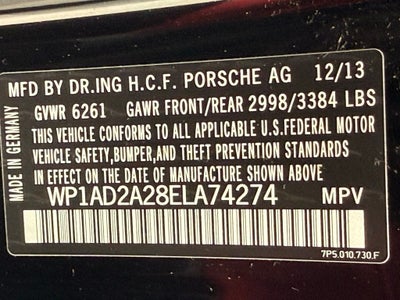 MFD BY DR.ING H.C.F. PORSCHE AG 12/13
GVWR 6261 GAWR FRONT/REAR 2998/3384 LBS
THIS VEHICLE CONFORMS TO ALL APPLICABLE U.S.FEDERAL MOTOR
VEHICLE SAFETY,BUMPER,AND THEFT PREVENTION STANDARDS
IN EFFECT ON THE DATE OF MANUFACTURE SHOWN ABOVE
WP1AD2A28ELA74274 MPV
7P5.010.730.F
MADE IN GERMANY